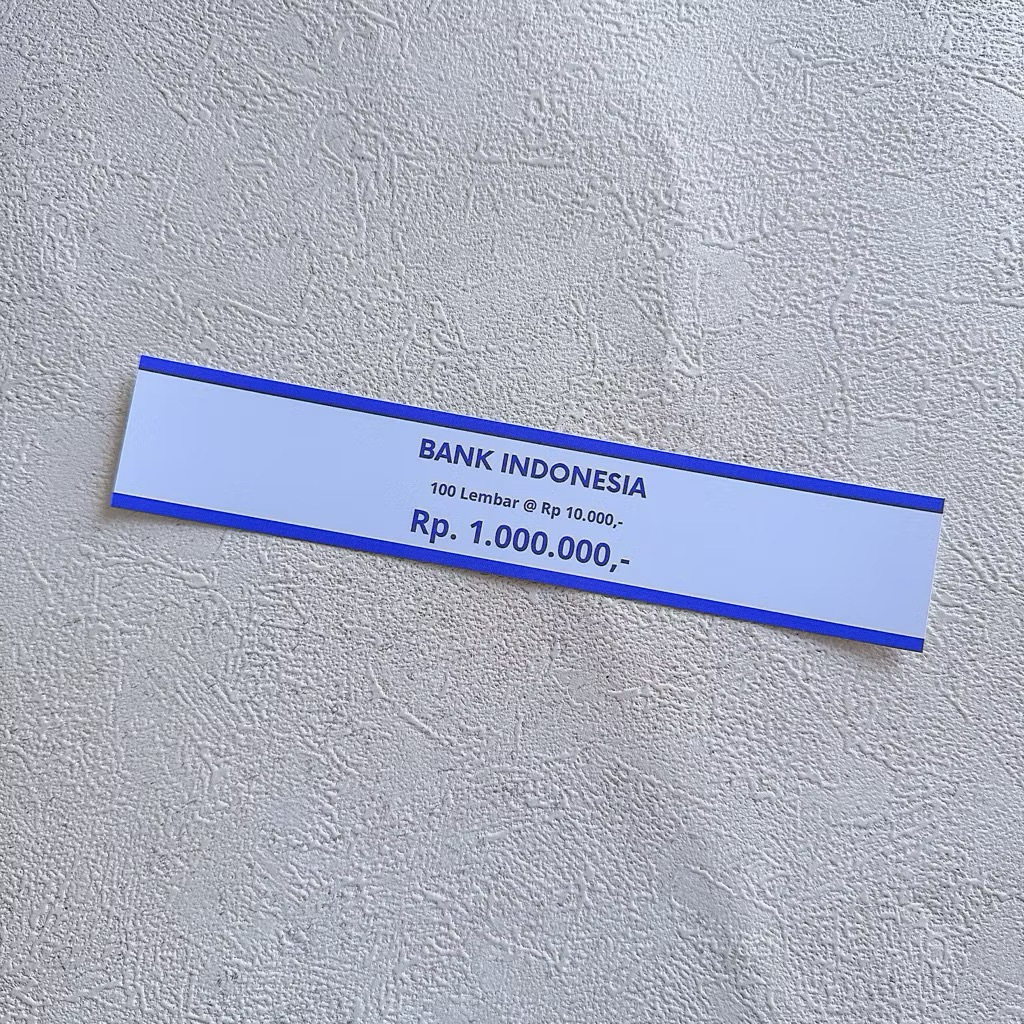 BANK INDONESIA
100 Lembar @ Rp 10.000,-
Rp. 1.000.000,-